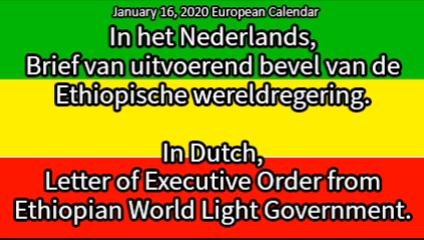 January 16, 2020 European Calendar
In het Nederlands,
Brief van uitvoerend bevel van de
Ethiopische wereldregering.
In Dutch,
Letter of Executive Order from
Ethiopian World Light Government.